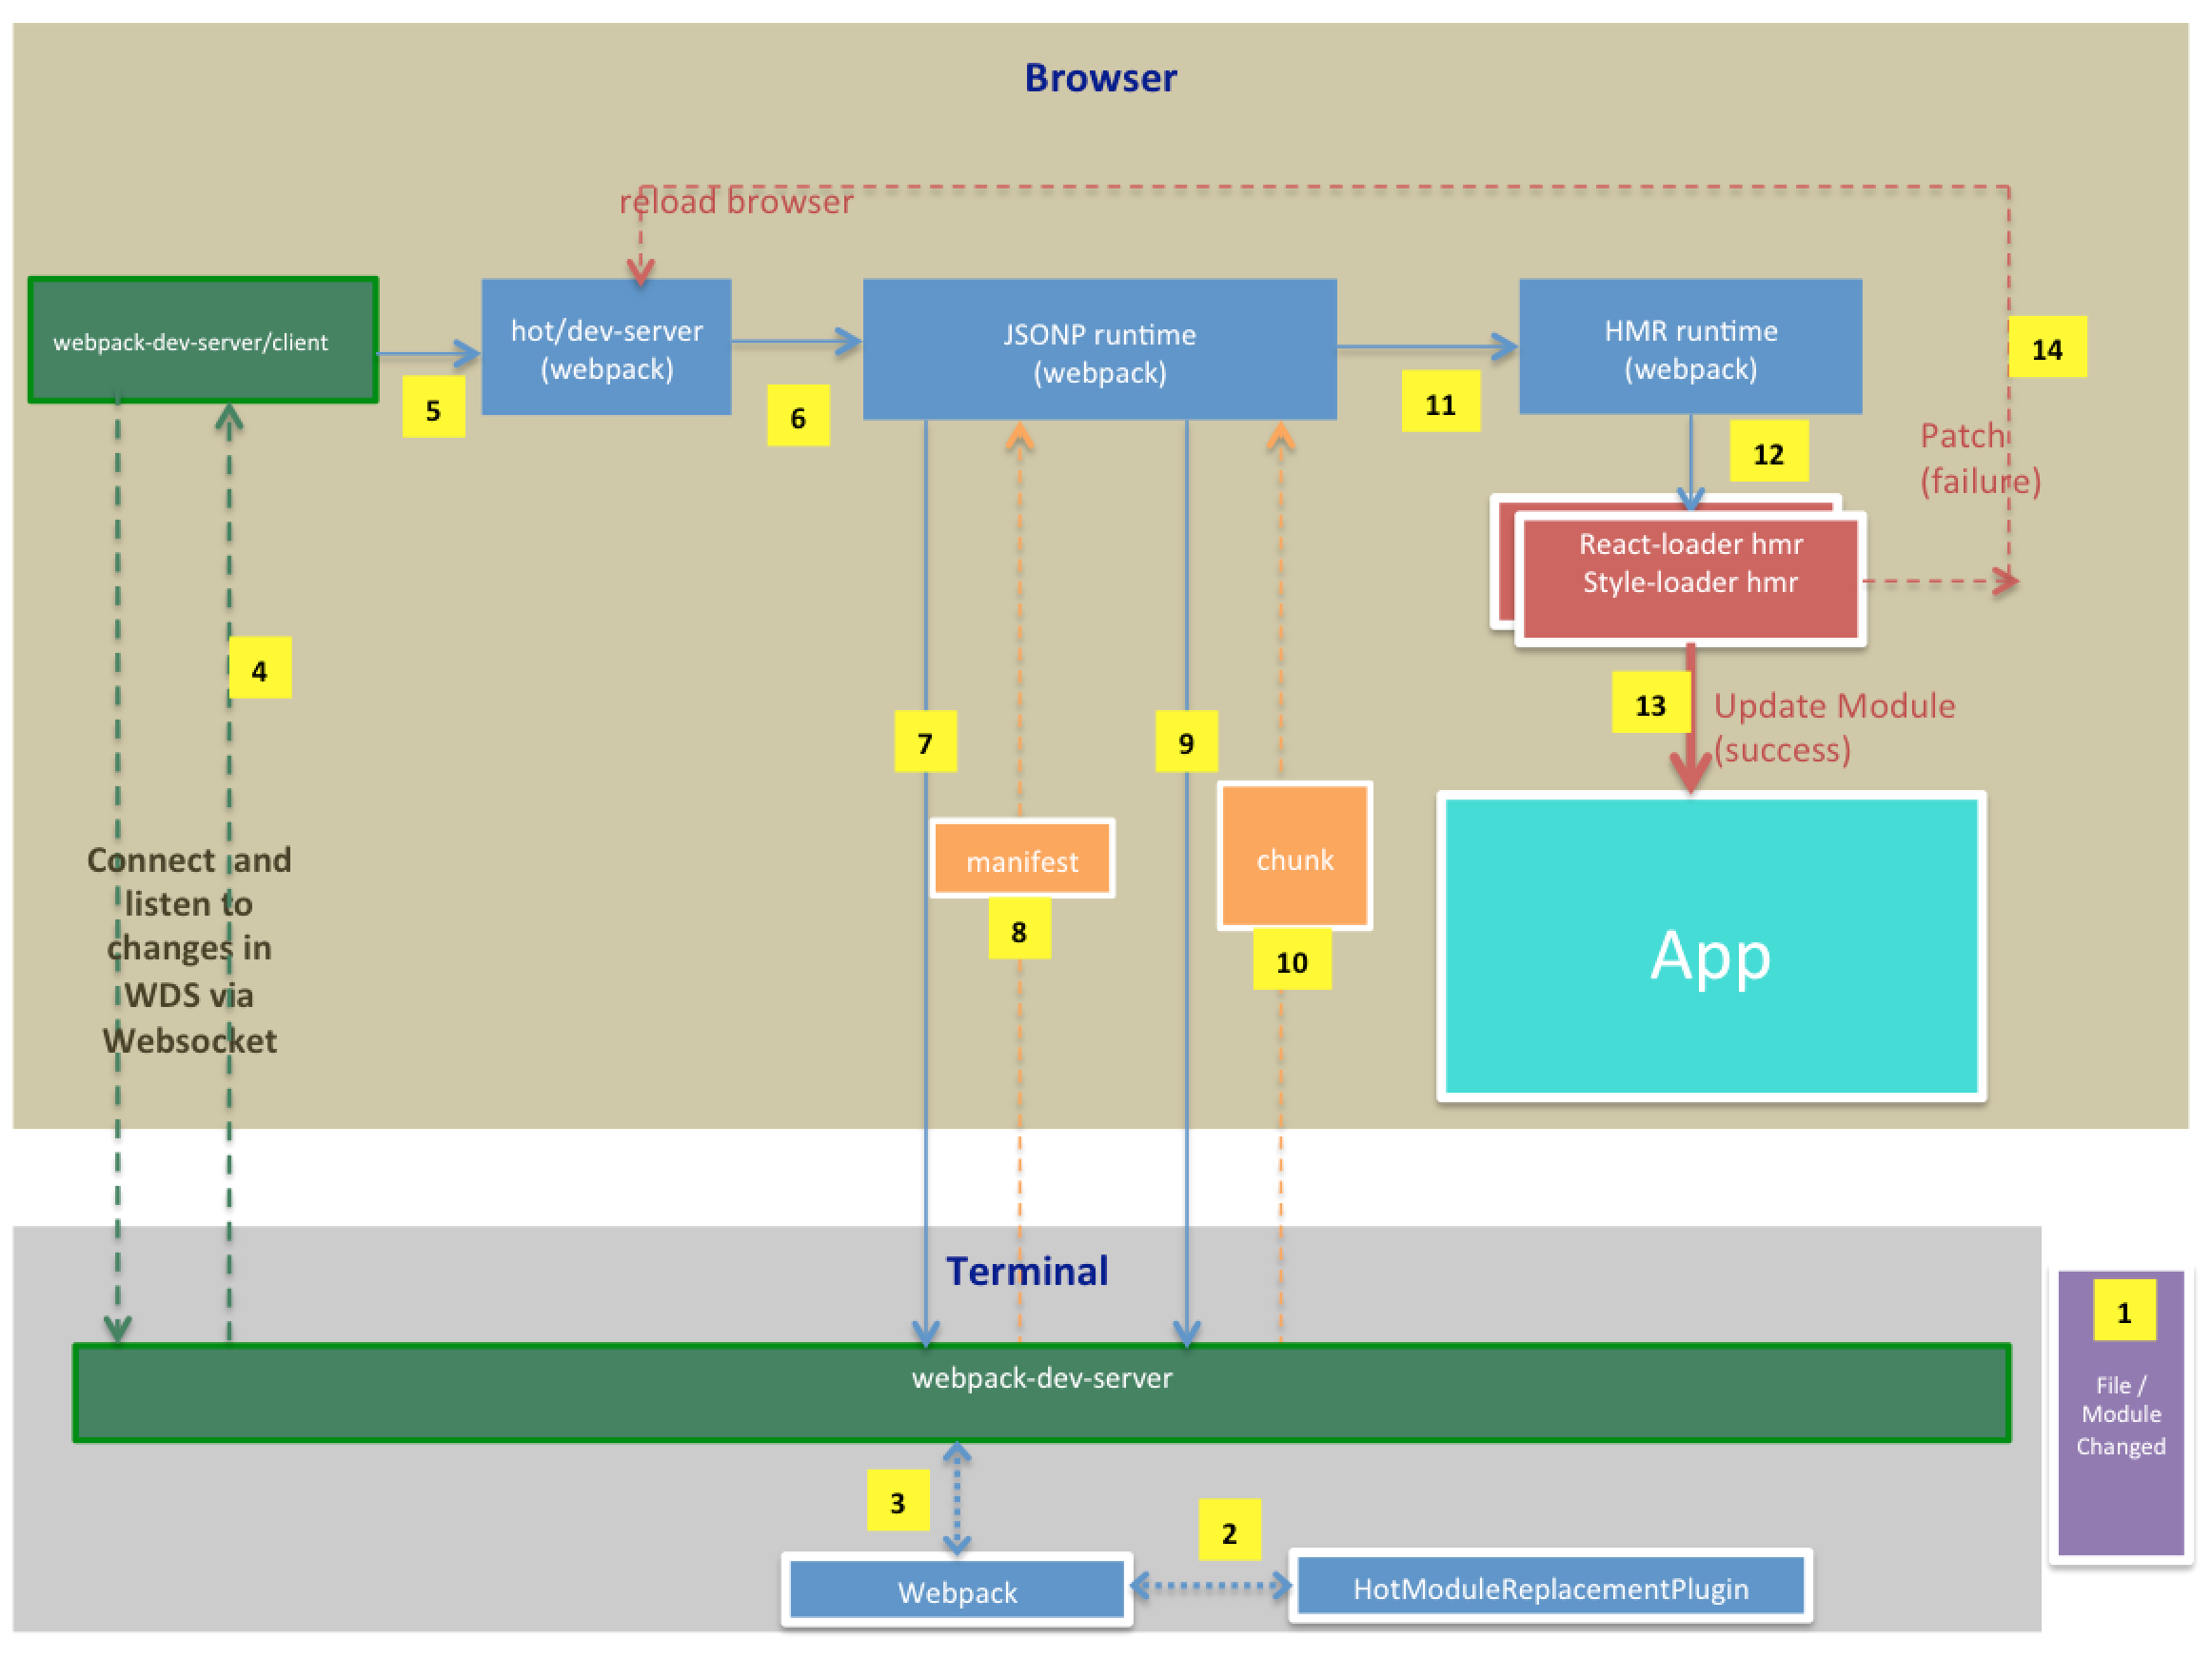 Browser
reload browser
webpack-dev-server/client
5
hot/dev-server
(webpack)
6
JSONP runtime
(webpack)
11
HMR runtime
(webpack)
12
14
Patch
(failure)
React-loader hmr
Style-loader hmr
4
7
9
13
Update Module
(success)
Connect and
listen to
changes in
WDS via
Websocket
manifest
8
chunk
10
App
Terminal
webpack-dev-server
1
File /
Module
Changed
3
2
Webpack
HotModuleReplacementPlugin